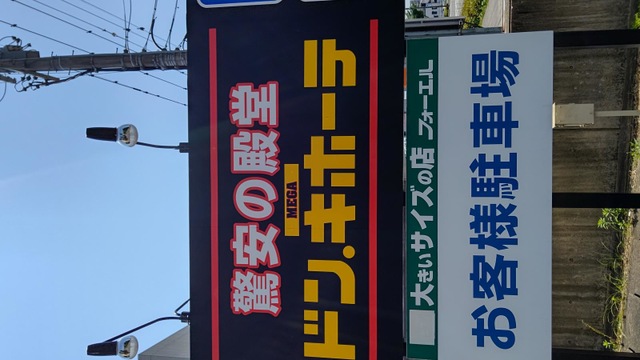 驚安の殿堂
MEGA
ドン.キホーテ
大きいサイズの店 フォーエル
お客様駐車場